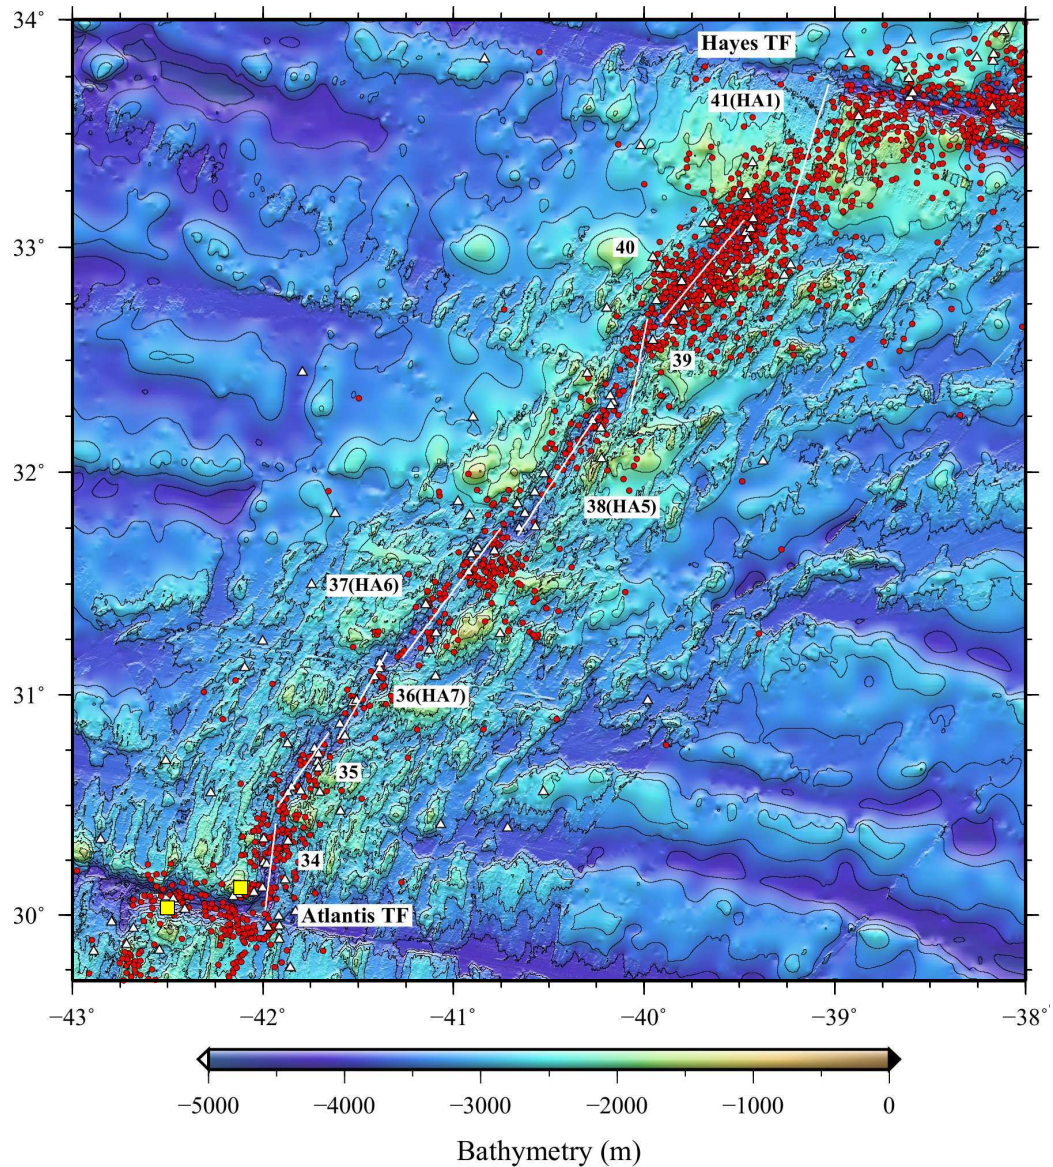 34°
Hayes TF
41(HA1)
33°
40
39
32°
38(HA5)
37(HA6)
31°
36(HA7)
35
34
30°
Atlantis TF
−43° −42° −41° −40° −39° −38°
−5000 −4000 −3000 −2000 −1000 0
Bathymetry (m)